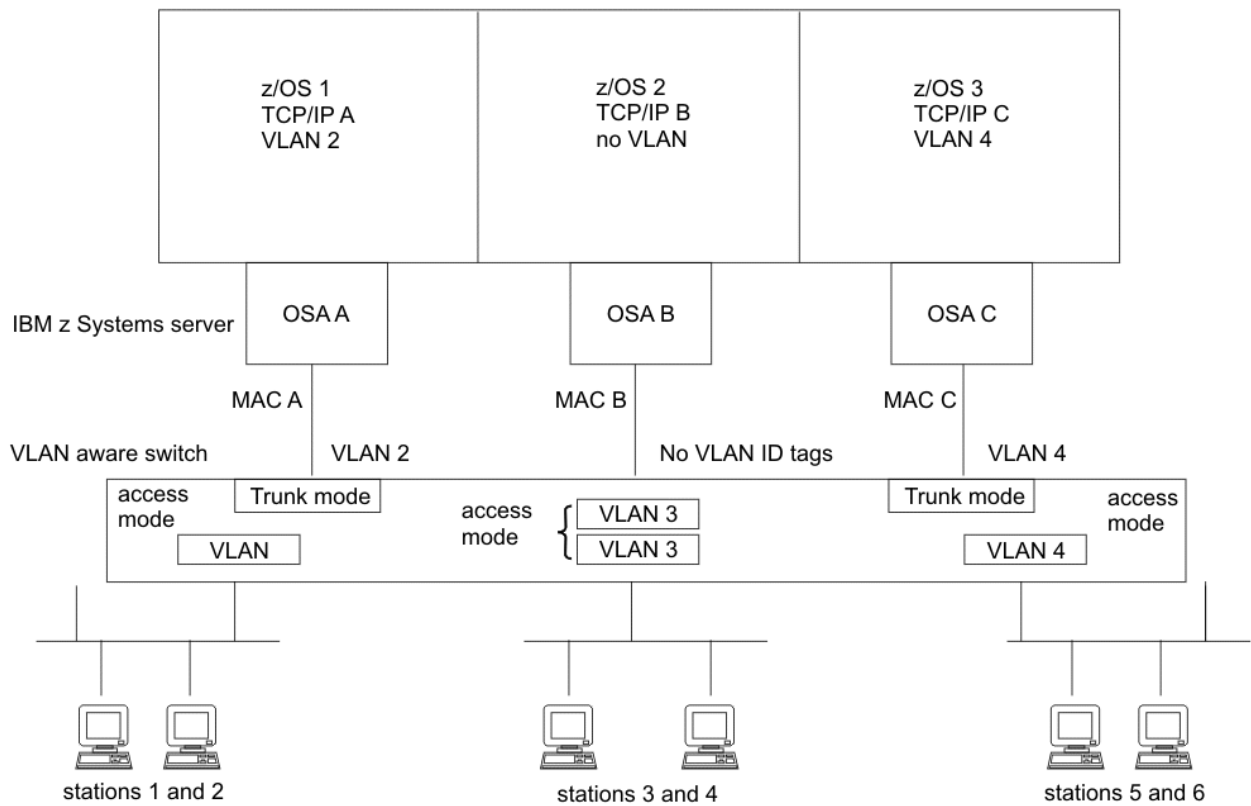 z/OS 1
TCP/IP A
VLAN 2
z/OS 2
TCP/IP B
no VLAN
z/OS 3
TCP/IP C
VLAN 4
IBM z Systems server
OSA A
OSA B
OSA C
MAC A
MAC B
MAC C
VLAN aware switch
VLAN 2
No VLAN ID tags
VLAN 4
access
mode
Trunk mode
VLAN
access
mode
VLAN 3
VLAN 3
Trunk mode
access
mode
VLAN 4
stations 1 and 2
stations 3 and 4
stations 5 and 6